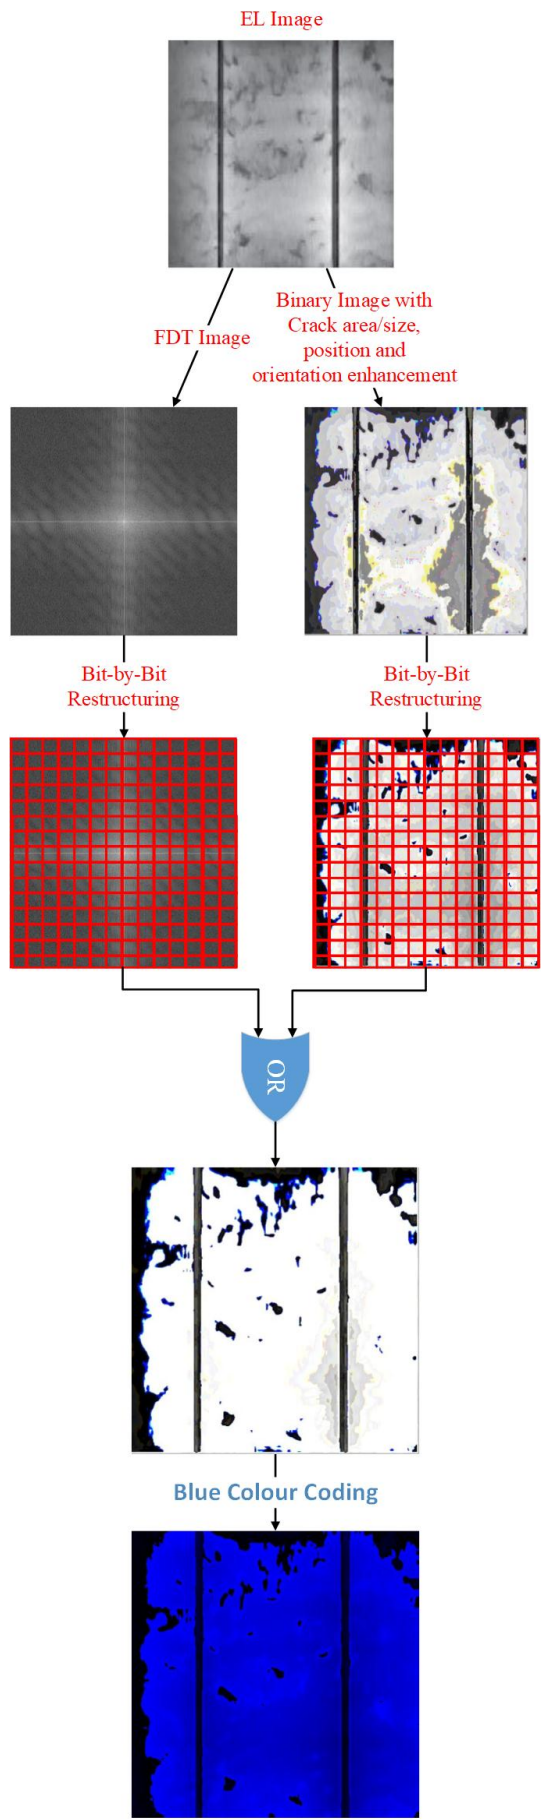 EL Image
FDT Image
Binary Image with
Crack area/size,
position and
orientation enhancement
Bit-by-Bit
Restructuring
Bit-by-Bit
Restructuring
OR
Blue Colour Coding